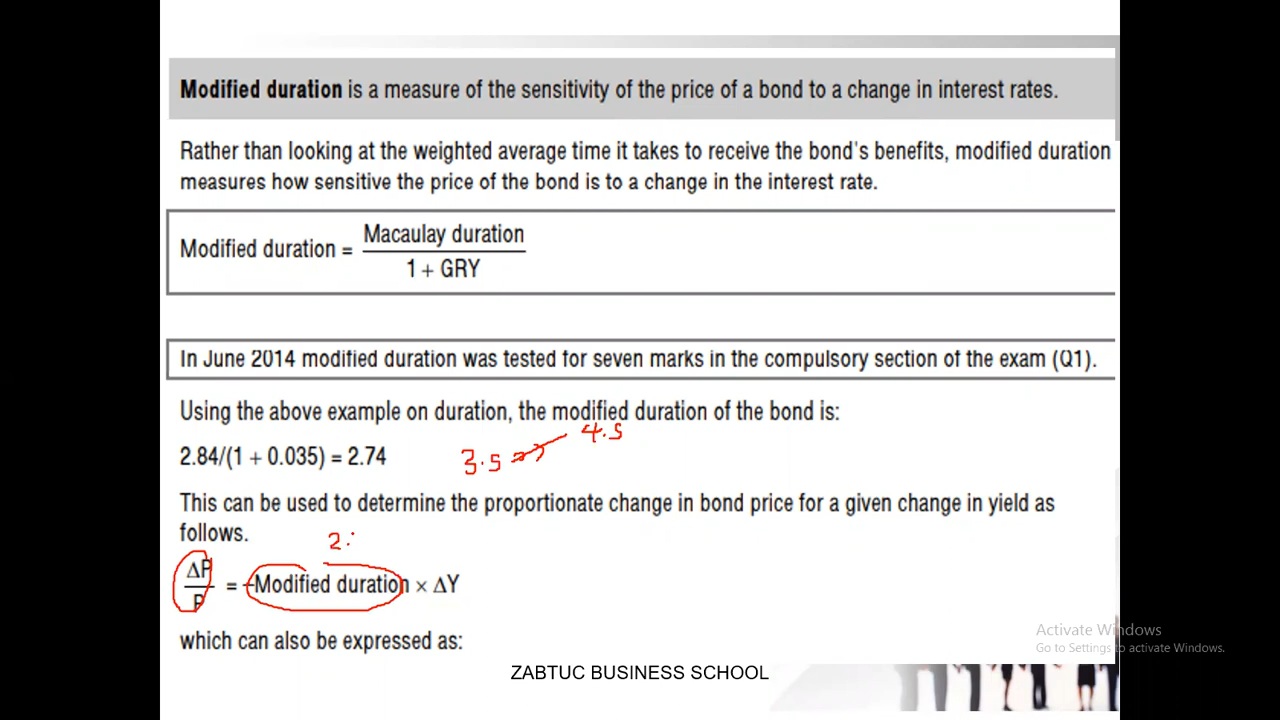 Modified duration is a measure of the sensitivity of the price of a bond to a change in interest rates.
Rather than looking at the weighted average time it takes to receive the bond's benefits, modified duration
measures how sensitive the price of the bond is to a change in the interest rate.
Modified duration = Macaulay duration / 1 + GRY
In June 2014 modified duration was tested for seven marks in the compulsory section of the exam (Q1).
Using the above example on duration, the modified duration of the bond is:
4.5
2.84/(1 + 0.035) = 2.74 3.5
This can be used to determine the proportionate change in bond price for a given change in yield as
follows.
2.
ΔP/P = –Modified duration × ΔY
which can also be expressed as:
Activate Windows
Go to Settings to activate Windows.
ZABTUC BUSINESS SCHOOL